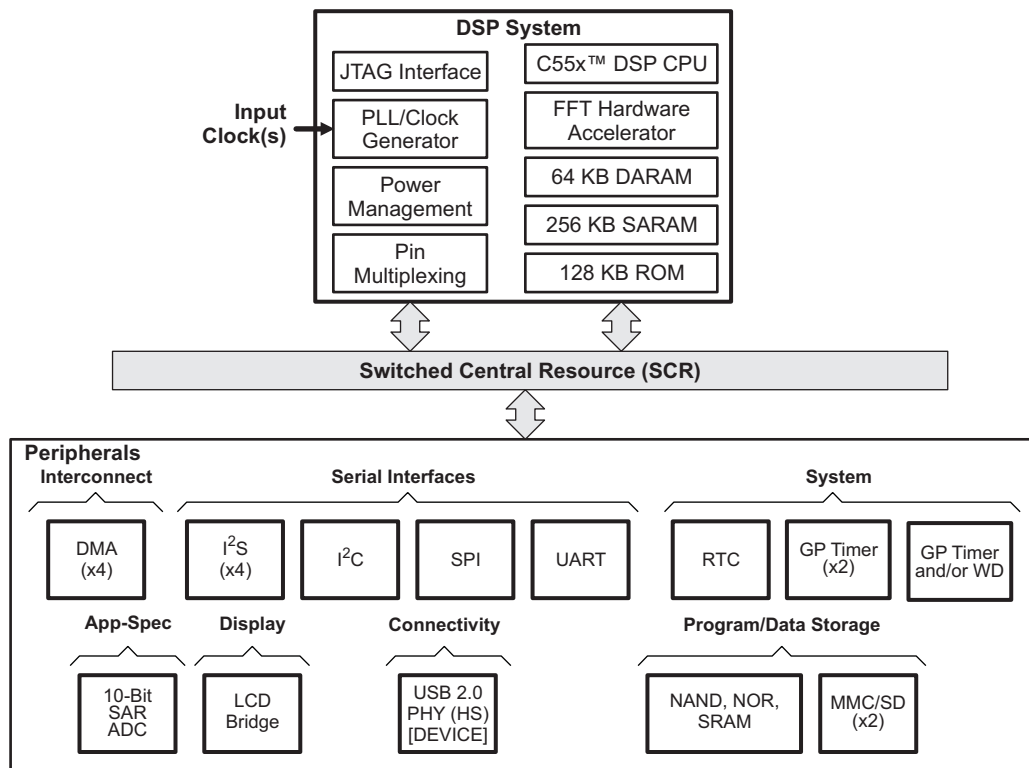 DSP System
JTAG Interface
C55x™ DSP CPU
Input
Clock(s)
PLL/Clock
Generator
FFT Hardware
Accelerator
Power
Management
64 KB DARAM
256 KB SARAM
Pin
Multiplexing
128 KB ROM
Switched Central Resource (SCR)
Peripherals
Interconnect
Serial Interfaces
System
DMA
(x4)
I²S
(x4)
I²C
SPI
UART
RTC
GP Timer
(x2)
GP Timer
and/or WD
App-Spec
Display
Connectivity
Program/Data Storage
10-Bit
SAR
ADC
LCD
Bridge
USB 2.0
PHY (HS)
[DEVICE]
NAND, NOR,
SRAM
MMC/SD
(x2)